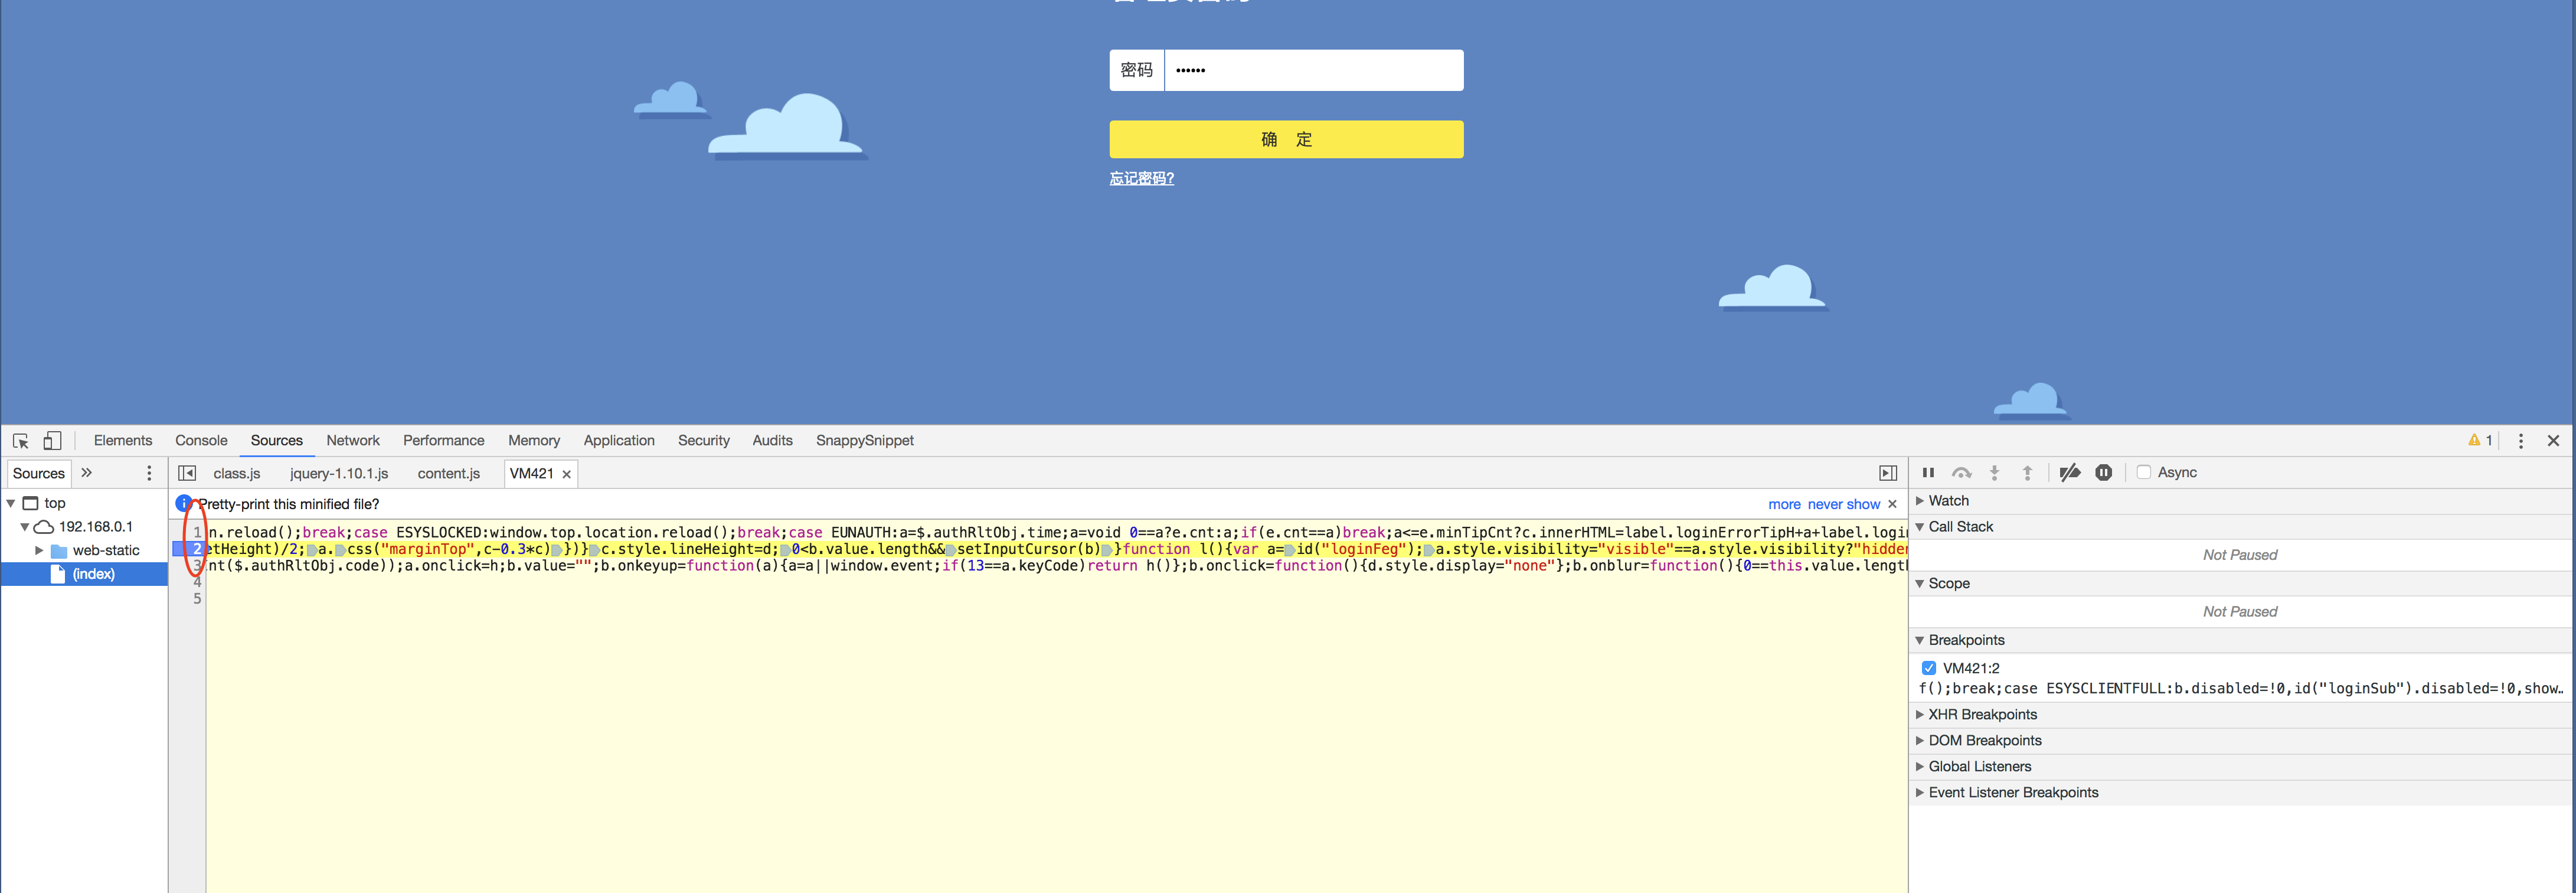 密码 ••••••
确 定
忘记密码?
Elements Console Sources Network Performance Memory Application Security Audits SnappySnippet 1
Sources » class.js jquery-1.10.1.js content.js VM421 × Async
top
192.168.0.1
web-static
(index)
Pretty-print this minified file? more never show ×
1 n.reload();break;case ESYSLOCKED:window.top.location.reload();break;case EUNAUTH:a=$.authRltObj.time;a=void 0==a?e.cnt:a;if(e.cnt==a)break;a<=e.minTipCnt?c.innerHTML=label.loginErrorTipH+a+label.logi
2 etHeight)/2;a.css("marginTop",c-0.3*c)})}c.style.lineHeight=d;0<b.value.length&&setInputCursor(b)}function l(){var a=id("loginFeg");a.style.visibility="visible"==a.style.visibility?"hidden
3 nt($.authRltObj.code));a.onclick=h;b.value="";b.onkeyup=function(a){a=a||window.event;if(13==a.keyCode)return h()};b.onclick=function(){d.style.display="none"};b.onblur=function(){0==this.value.lengt
4
5
Watch
Call Stack
Not Paused
Scope
Not Paused
Breakpoints
VM421:2
f();break;case ESYSCLIENTFULL:b.disabled=!0,id("loginSub").disabled=!0,show…
XHR Breakpoints
DOM Breakpoints
Global Listeners
Event Listener Breakpoints